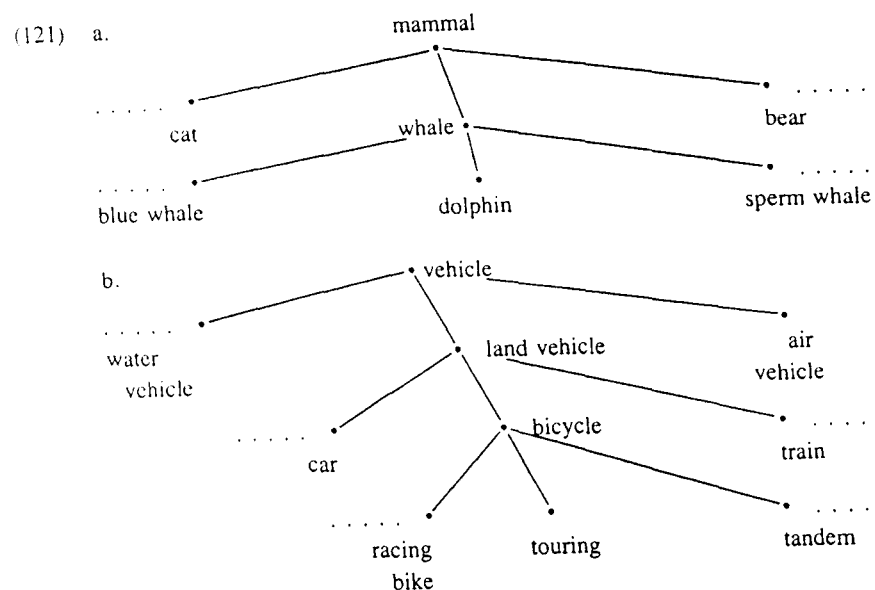 (121) a. mammal
. . . . . cat bear . . . . .
whale
. . . . . blue whale dolphin sperm whale . . . . .
b. vehicle
. . . . . water vehicle air vehicle
land vehicle
. . . . . car bicycle train . . . .
. . . . . racing bike touring tandem . . . .